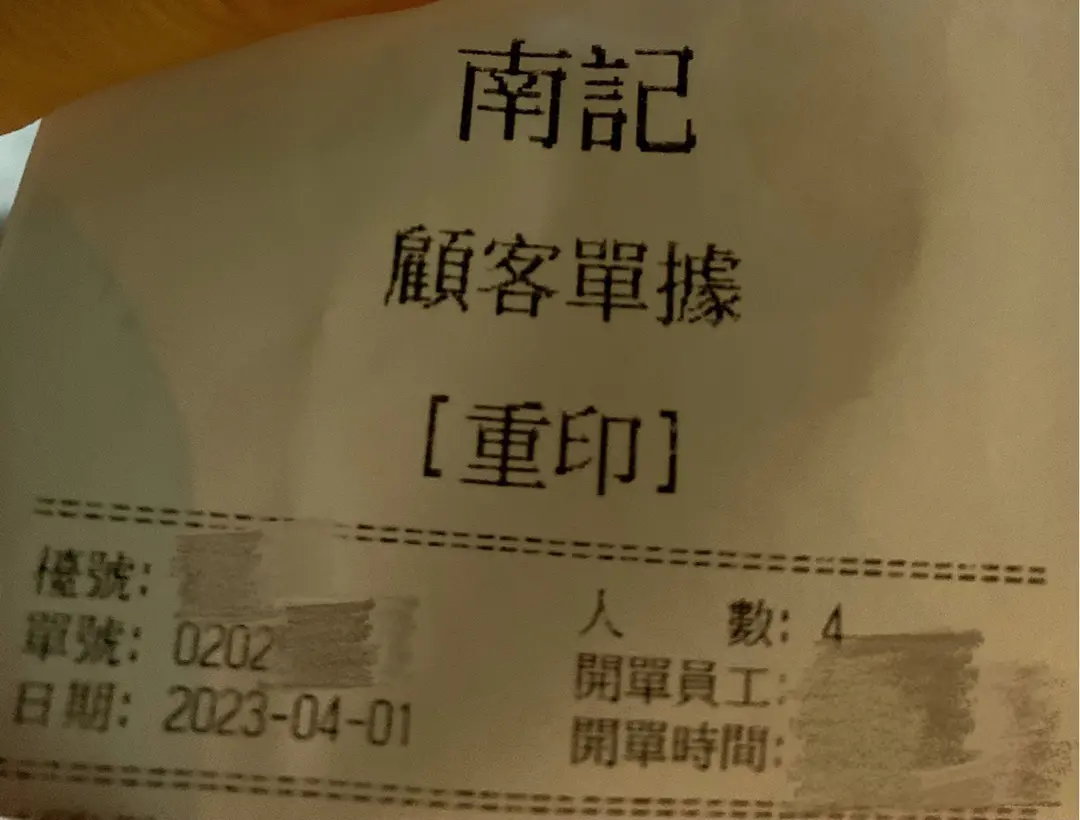 南記
顧客單據
[重印]
檯號:
人 數: 4
單號: 0202
開單員工:
日期: 2023-04-01
開單時間: